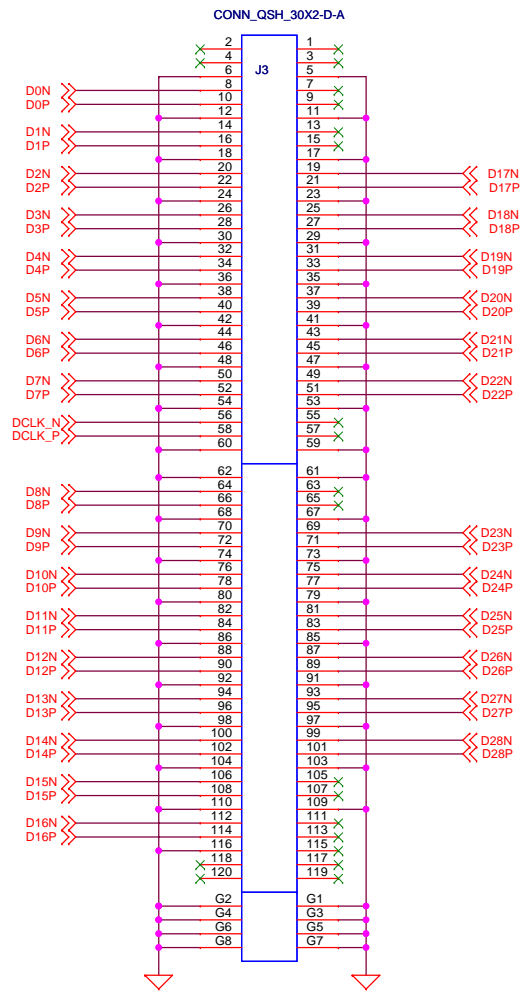 CONN_QSH_30X2-D-A
J3
2 1
4 3
6 5
D0N 8 7
D0P 10 9
12 11
D1N 14 13
D1P 16 15
18 17
D2N 20 19 D17N
D2P 22 21 D17P
24 23
D3N 26 25 D18N
D3P 28 27 D18P
30 29
D4N 32 31 D19N
D4P 34 33 D19P
36 35
D5N 38 37 D20N
D5P 40 39 D20P
42 41
D6N 44 43 D21N
D6P 46 45 D21P
48 47
D7N 50 49 D22N
D7P 52 51 D22P
54 53
DCLK_N 56 55
DCLK_P 58 57
60 59
62 61
D8N 64 63
D8P 66 65
68 67
D9N 70 69 D23N
D9P 72 71 D23P
74 73
D10N 76 75 D24N
D10P 78 77 D24P
80 79
D11N 82 81 D25N
D11P 84 83 D25P
86 85
D12N 88 87 D26N
D12P 90 89 D26P
92 91
D13N 94 93 D27N
D13P 96 95 D27P
98 97
D14N 100 99 D28N
D14P 102 101 D28P
104 103
D15N 106 105
D15P 108 107
110 109
D16N 112 111
D16P 114 113
116 115
118 117
120 119
G2 G1
G4 G3
G6 G5
G8 G7